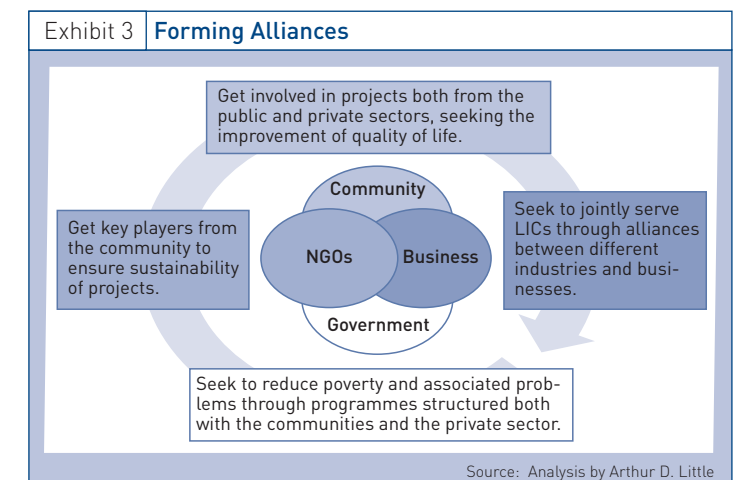 Exhibit 3 Forming Alliances
Get involved in projects both from the
public and private sectors, seeking the
improvement of quality of life.
Community
Get key players from
the community to
ensure sustainability
of projects.
NGOs
Business
Seek to jointly serve
LICs through alliances
between different
industries and busi-
nesses.
Government
Seek to reduce poverty and associated prob-
lems through programmes structured both
with the communities and the private sector.
Source: Analysis by Arthur D. Little